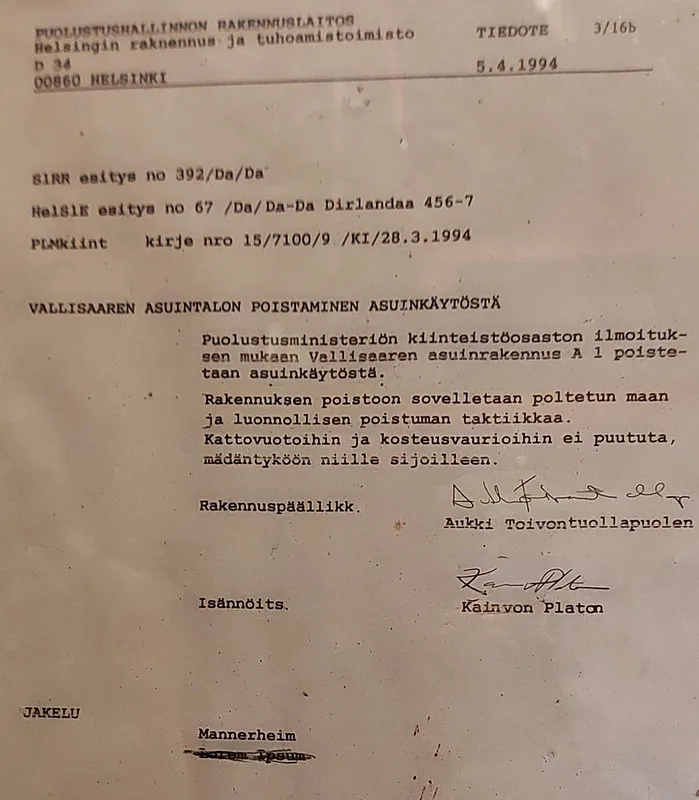 PUOLUSTUSHALLINNON RAKENNUSLAITOS
Helsingin raknennus ja tuhoamistoimisto
D 34
00860 HELSINKI
TIEDOTE 3/16b
5.4.1994
S1RR esitys no 392/Da/Da
HelS1E esitys no 67 /Da/Da-Da Dirlandaa 456-7
PLMkiint kirje nro 15/7100/9 /KI/28.3.1994
VALLISAAREN ASUINTALON POISTAMINEN ASUINKÄYTÖSTÄ
Puolustusministeriön kiinteistöosaston ilmoituk-
sen mukaan Vallisaaren asuinrakennus A 1 poiste-
taan asuinkäytöstä.
Rakennuksen poistoon sovelletaan poltetun maan
ja luonnollisen poistuman taktiikkaa.
Kattovuotoihin ja kosteusvaurioihin ei puututa,
mädäntyköön niille sijoilleen.
Rakennuspäällikk.
Aukki Toivontuollapuolen
Isännöits.
Kainvon Platon
JAKELU
Mannerheim
Lorem Ipsum